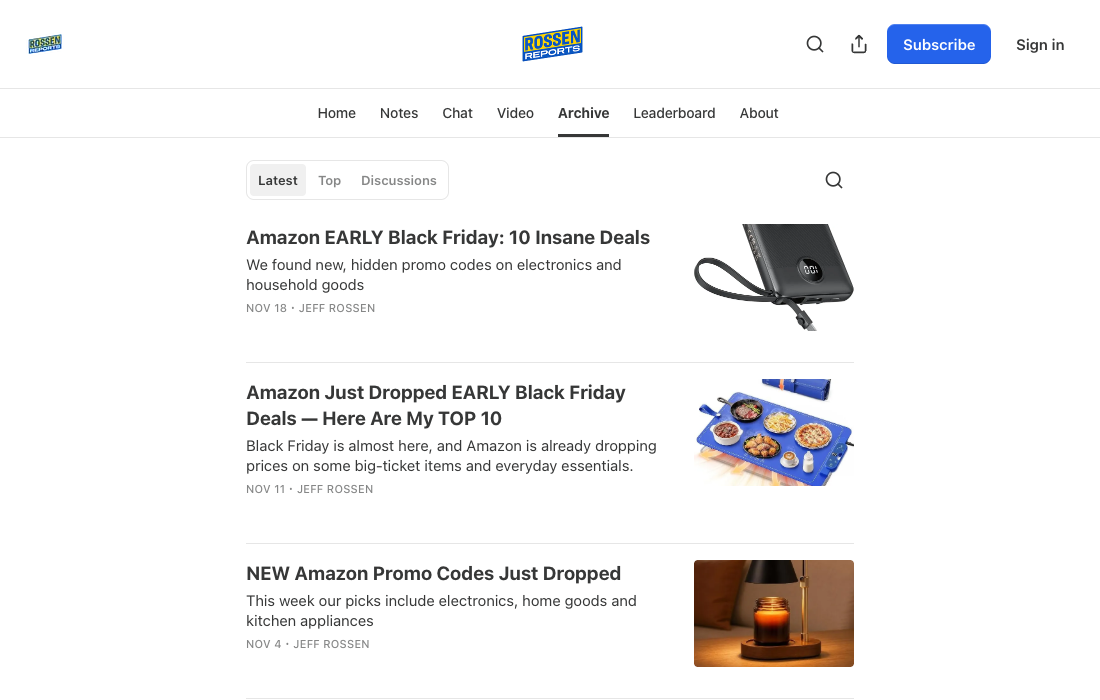 ROSSEN
REPORTS
ROSSEN
REPORTS
Subscribe
Sign in
Home
Notes
Chat
Video
Archive
Leaderboard
About
Latest
Top
Discussions
Amazon EARLY Black Friday: 10 Insane Deals
We found new, hidden promo codes on electronics and
household goods
NOV 18 • JEFF ROSSEN
001
Amazon Just Dropped EARLY Black Friday
Deals — Here Are My TOP 10
Black Friday is almost here, and Amazon is already dropping
prices on some big-ticket items and everyday essentials.
NOV 11 • JEFF ROSSEN
NEW Amazon Promo Codes Just Dropped
This week our picks include electronics, home goods and
kitchen appliances
NOV 4 • JEFF ROSSEN